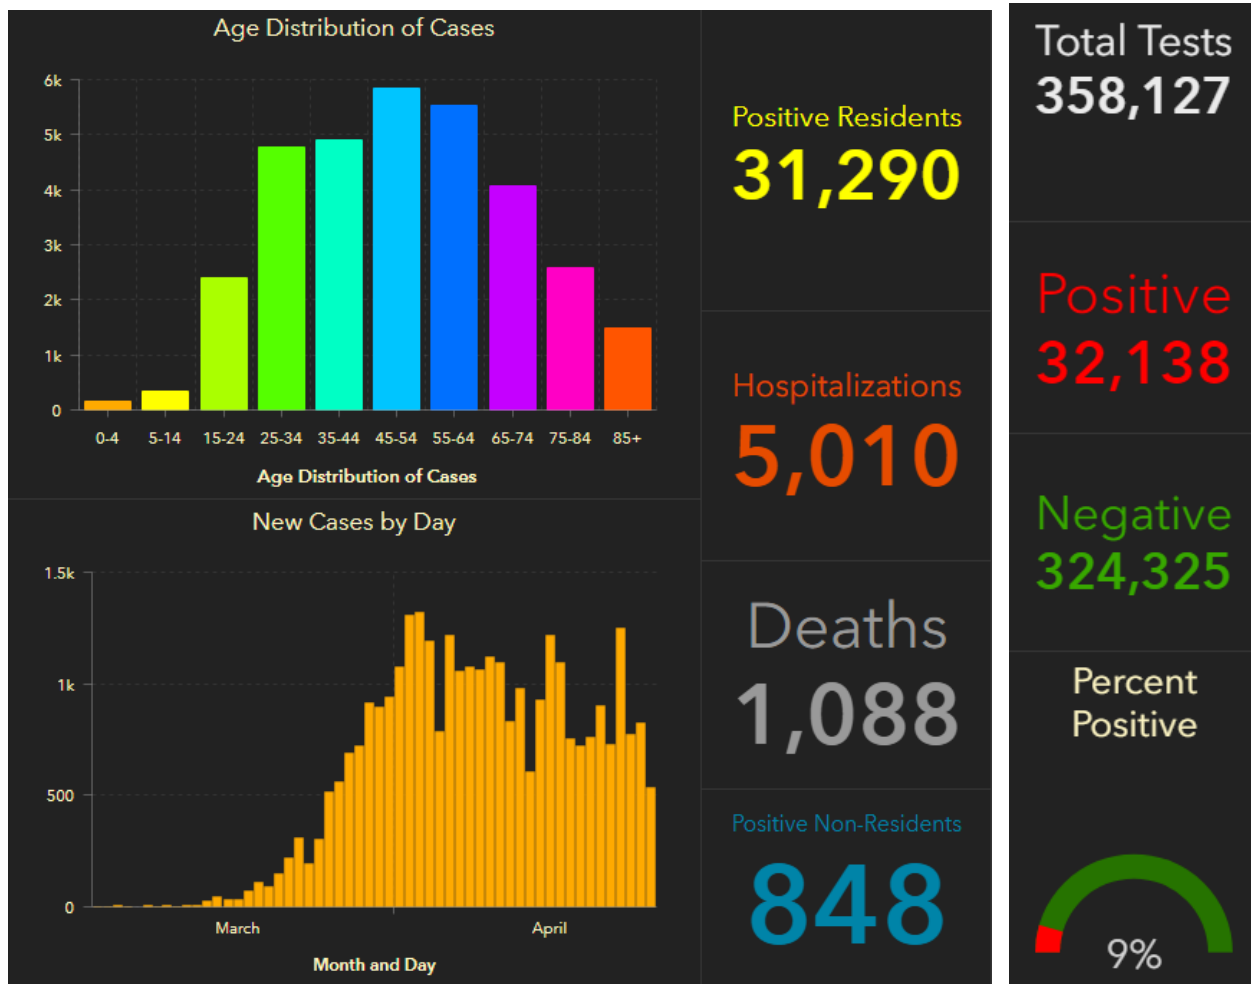 Age Distribution of Cases
6k
5k
4k
3k
2k
1k
0
0-4 5-14 15-24 25-34 35-44 45-54 55-64 65-74 75-84 85+
Age Distribution of Cases
New Cases by Day
1.5k
1k
500
0
March April
Month and Day
Positive Residents
31,290
Hospitalizations
5,010
Deaths
1,088
Positive Non-Residents
848
Total Tests
358,127
Positive
32,138
Negative
324,325
Percent
Positive
9%